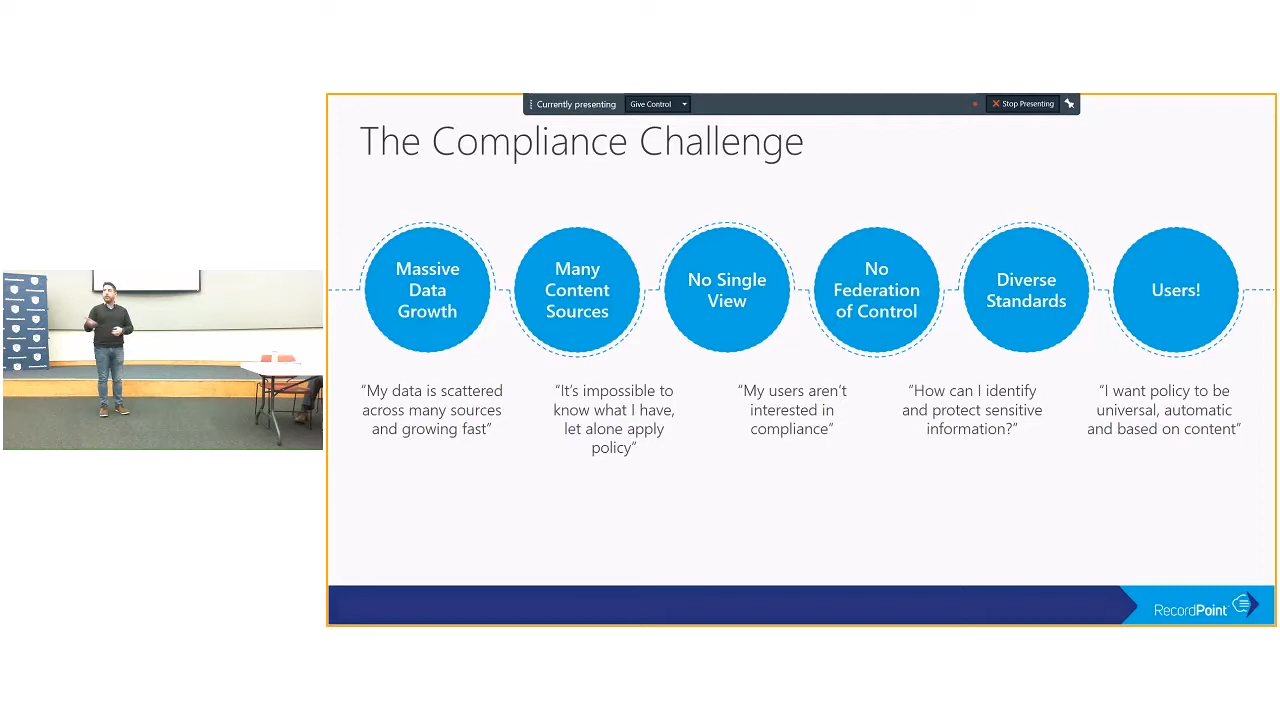 Currently presenting
Give Control
Stop Presenting
The Compliance Challenge
Massive
Data
Growth
Many
Content
Sources
No Single
View
No
Federation
of Control
Diverse
Standards
Users!
“My data is scattered
across many sources
and growing fast”
“It’s impossible to
know what I have,
let alone apply
policy”
“My users aren’t
interested in
compliance”
“How can I identify
and protect sensitive
information?”
“I want policy to be
universal, automatic
and based on content”
RecordPoint